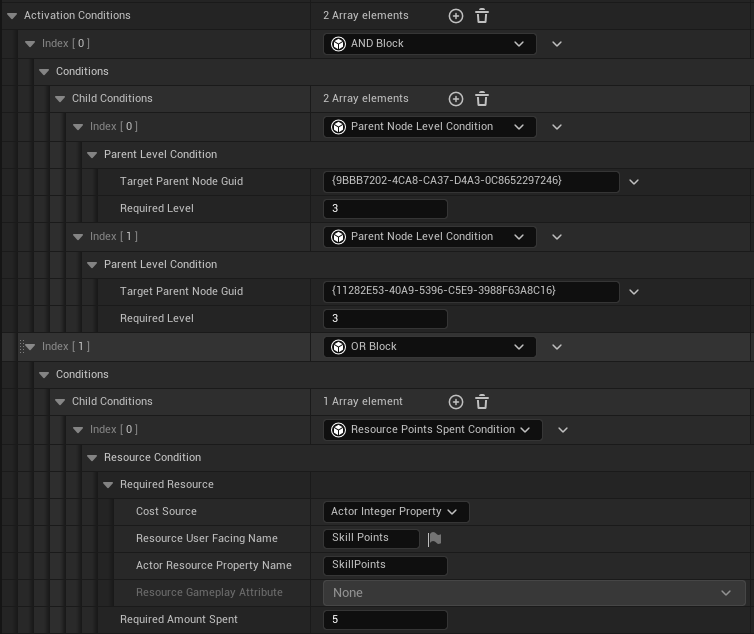 Activation Conditions 2 Array elements
Index [ 0 ] AND Block
Conditions
Child Conditions 2 Array elements
Index [ 0 ] Parent Node Level Condition
Parent Level Condition
Target Parent Node Guid {9BBB7202-4CA8-CA37-D4A3-0C8652297246}
Required Level 3
Index [ 1 ] Parent Node Level Condition
Parent Level Condition
Target Parent Node Guid {11282E53-40A9-5396-C5E9-3988F63A8C16}
Required Level 3
Index [ 1 ] OR Block
Conditions
Child Conditions 1 Array element
Index [ 0 ] Resource Points Spent Condition
Resource Condition
Required Resource
Cost Source Actor Integer Property
Resource User Facing Name Skill Points
Actor Resource Property Name SkillPoints
Resource Gameplay Attribute None
Required Amount Spent 5